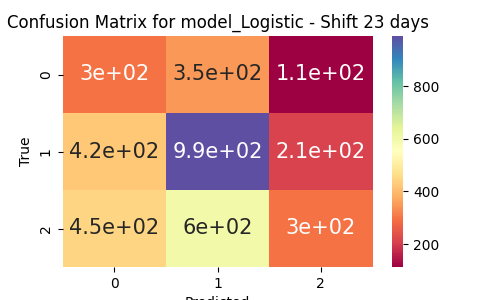 Confusion Matrix for model_Logistic - Shift 23 days
0 3e+02 3.5e+02 1.1e+02
1 4.2e+02 9.9e+02 2.1e+02
2 4.5e+02 6e+02 3e+02
True
0 1 2
Predicted
800
600
400
200